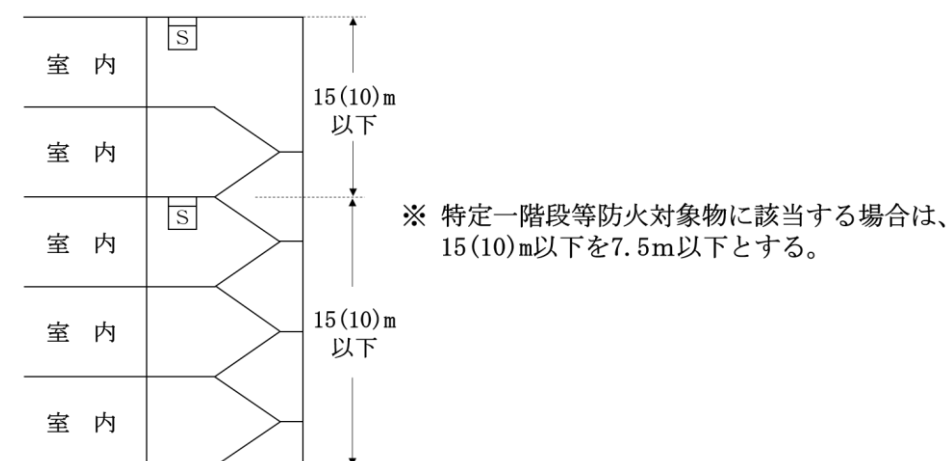 S
室 内
15(10)m
以下
室 内
S
※ 特定一階段等防火対象物に該当する場合は、
15(10)m以下を7.5m以下とする。
室 内
15(10)m
以下
室 内
室 内